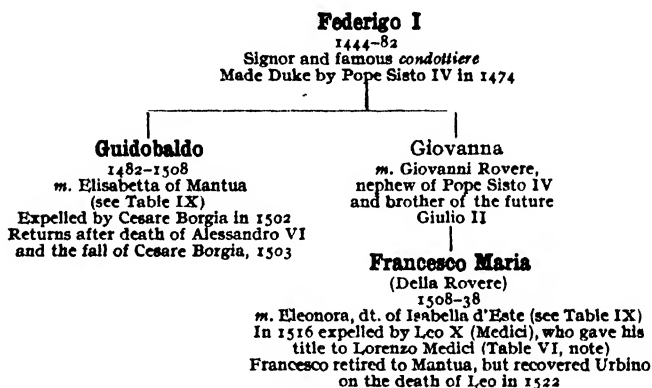 Federigo I
1444–82
Signor and famous condottiere
Made Duke by Pope Sisto IV in 1474
Guidobaldo
1482–1508
m. Elisabetta of Mantua
(see Table IX)
Expelled by Cesare Borgia in 1502
Returns after death of Alessandro VI
and the fall of Cesare Borgia, 1503
Giovanna
m. Giovanni Rovere,
nephew of Pope Sisto IV
and brother of the future
Giulio II
Francesco Maria
(Della Rovere)
1508–38
m. Eleonora, dt. of Isabella d'Este (see Table IX)
In 1516 expelled by Leo X (Medici), who gave his
title to Lorenzo Medici (Table VI, note)
Francesco retired to Mantua, but recovered Urbino
on the death of Leo in 1522